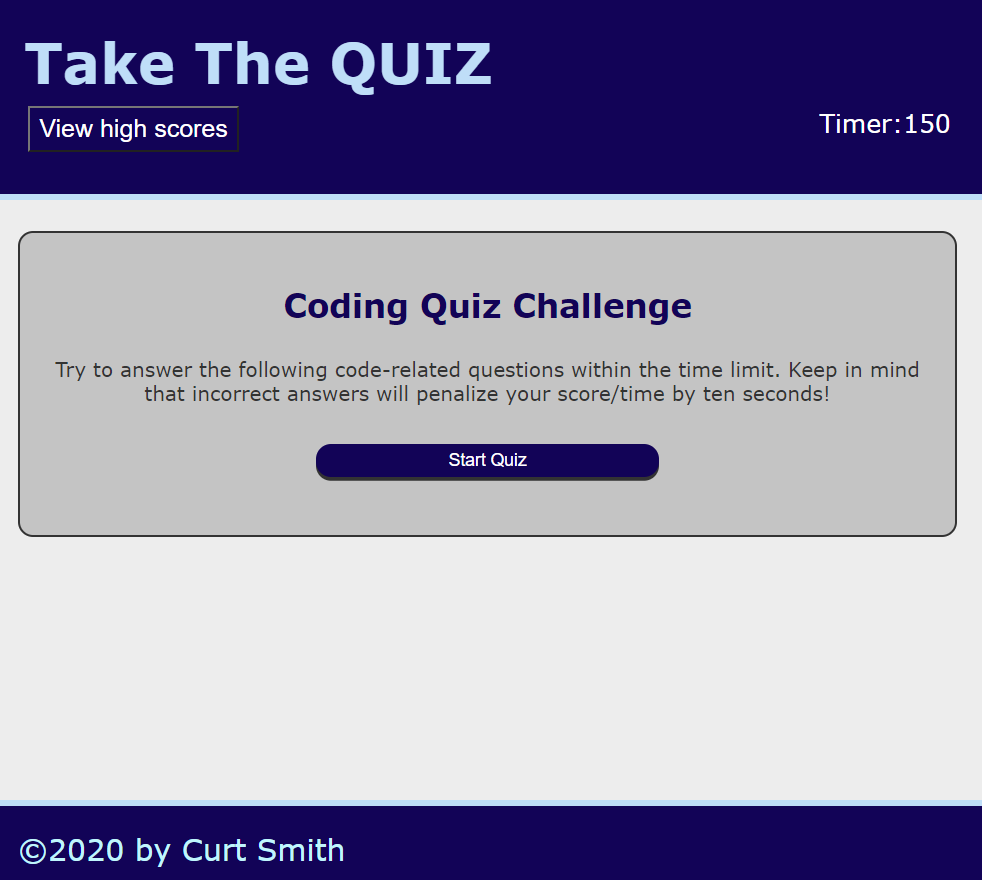 Take The QUIZ
View high scores
Timer:150
Coding Quiz Challenge
Try to answer the following code-related questions within the time limit. Keep in mind
that incorrect answers will penalize your score/time by ten seconds!
Start Quiz
©2020 by Curt Smith